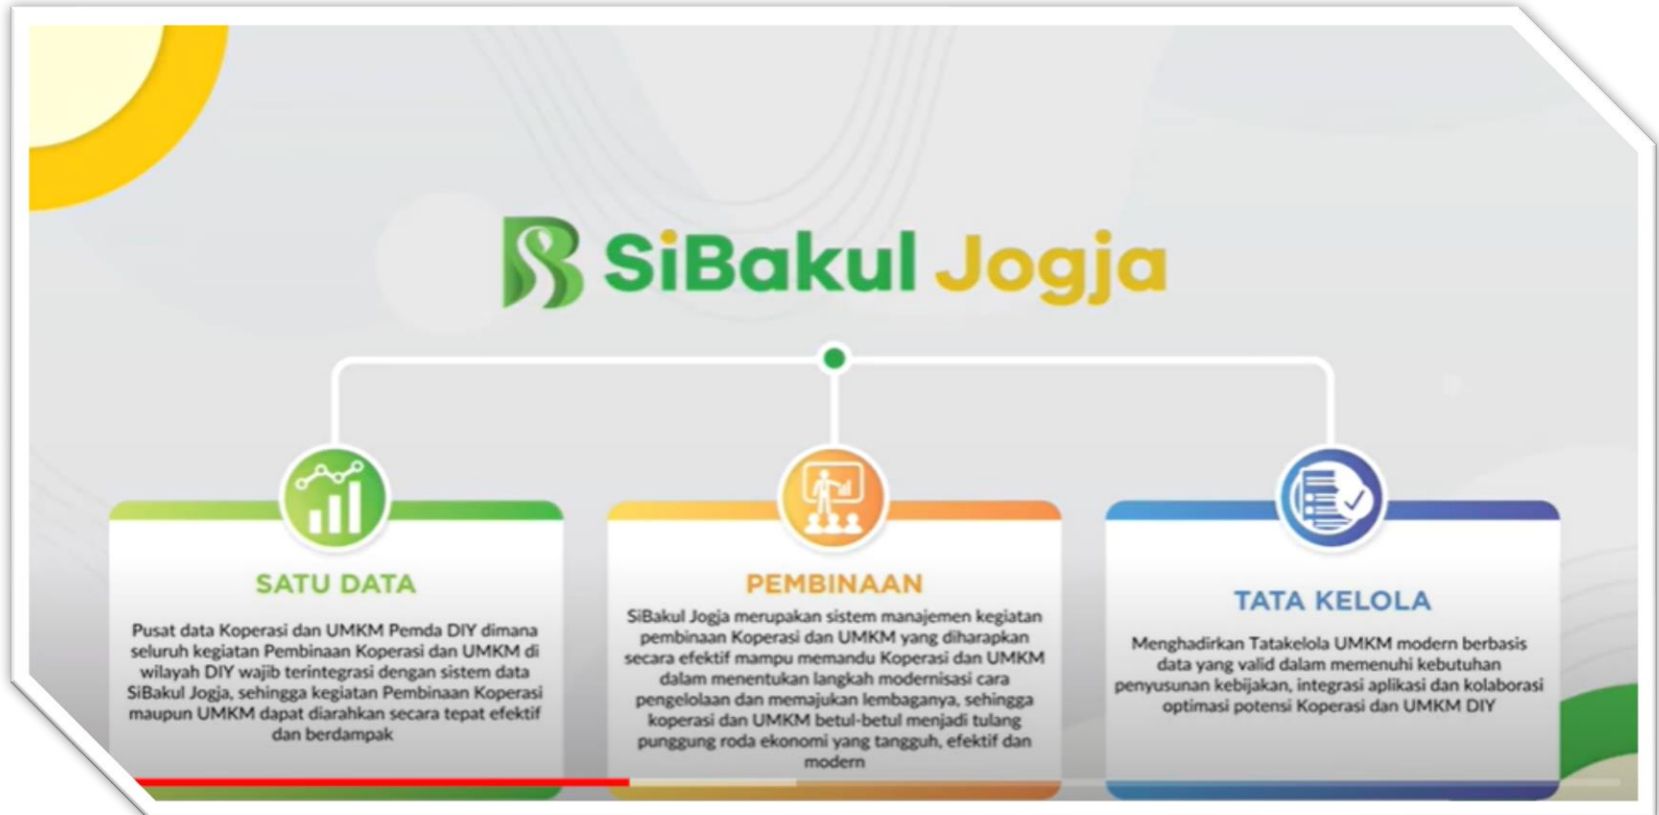 SiBakul Jogja
SATU DATA
Pusat data Koperasi dan UMKM Pemda DIY dimana
seluruh kegiatan Pembinaan Koperasi dan UMKM di
wilayah DIY wajib terintegrasi dengan sistem data
SiBakul Jogja, sehingga kegiatan Pembinaan Koperasi
maupun UMKM dapat diarahkan secara tepat efektif
dan berdampak
PEMBINAAN
SiBakul Jogja merupakan sistem manajemen kegiatan
pembinaan Koperasi dan UMKM yang diharapkan
secara efektif mampu memandu Koperasi dan UMKM
dalam menentukan langkah modernisasi cara
pengelolaan dan memajukan lembaganya, sehingga
koperasi dan UMKM betul-betul menjadi tulang
punggung roda ekonomi yang tangguh, efektif dan
modern
TATA KELOLA
Menghadirkan Tatakelola UMKM modern berbasis
data yang valid dalam memenuhi kebutuhan
penyusunan kebijakan, integrasi aplikasi dan kolaborasi
optimasi potensi Koperasi dan UMKM DIY